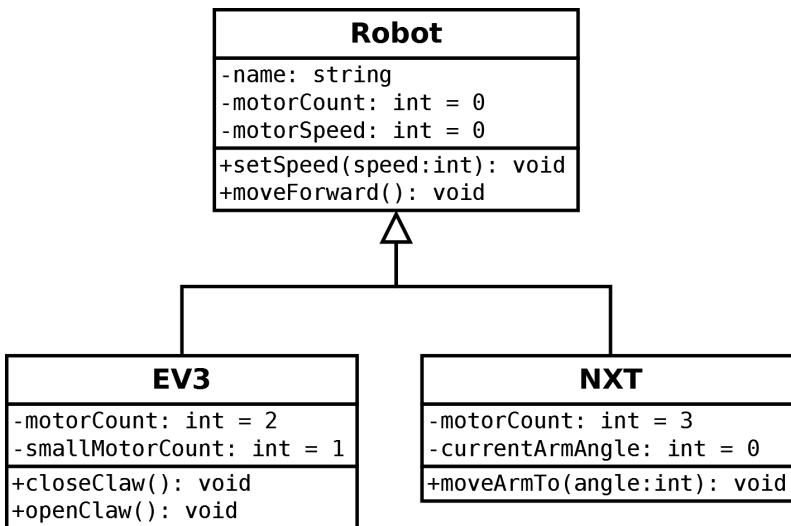 Robot
-name: string
-motorCount: int = 0
-motorSpeed: int = 0
+setSpeed(speed:int): void
+moveForward(): void
EV3
-motorCount: int = 2
-smallMotorCount: int = 1
+closeClaw(): void
+openClaw(): void
NXT
-motorCount: int = 3
-currentArmAngle: int = 0
+moveArmTo(angle:int): void